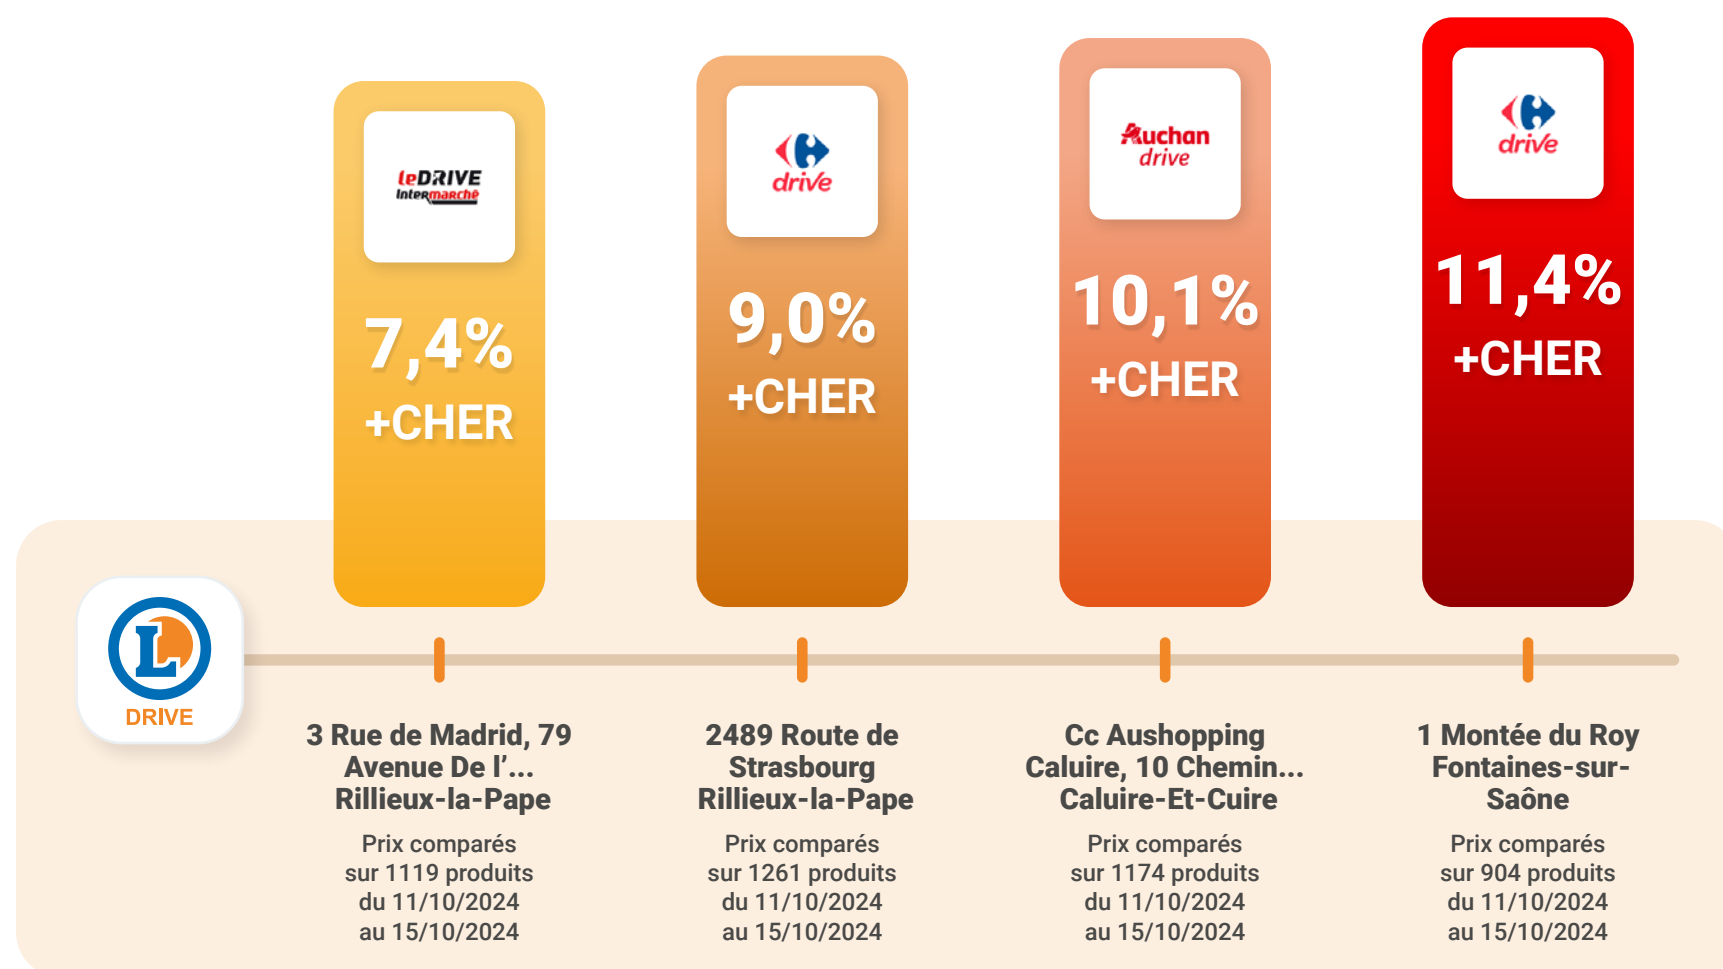 leDRIVE
Intermarché
7,4%
+CHER
drive
9,0%
+CHER
Auchan
drive
10,1%
+CHER
drive
11,4%
+CHER
L
DRIVE
3 Rue de Madrid, 79
Avenue De l’...
Rillieux-la-Pape
Prix comparés
sur 1119 produits
du 11/10/2024
au 15/10/2024
2489 Route de
Strasbourg
Rillieux-la-Pape
Prix comparés
sur 1261 produits
du 11/10/2024
au 15/10/2024
Cc Aushopping
Caluire, 10 Chemin...
Caluire-Et-Cuire
Prix comparés
sur 1174 produits
du 11/10/2024
au 15/10/2024
1 Montée du Roy
Fontaines-sur-
Saône
Prix comparés
sur 904 produits
du 11/10/2024
au 15/10/2024